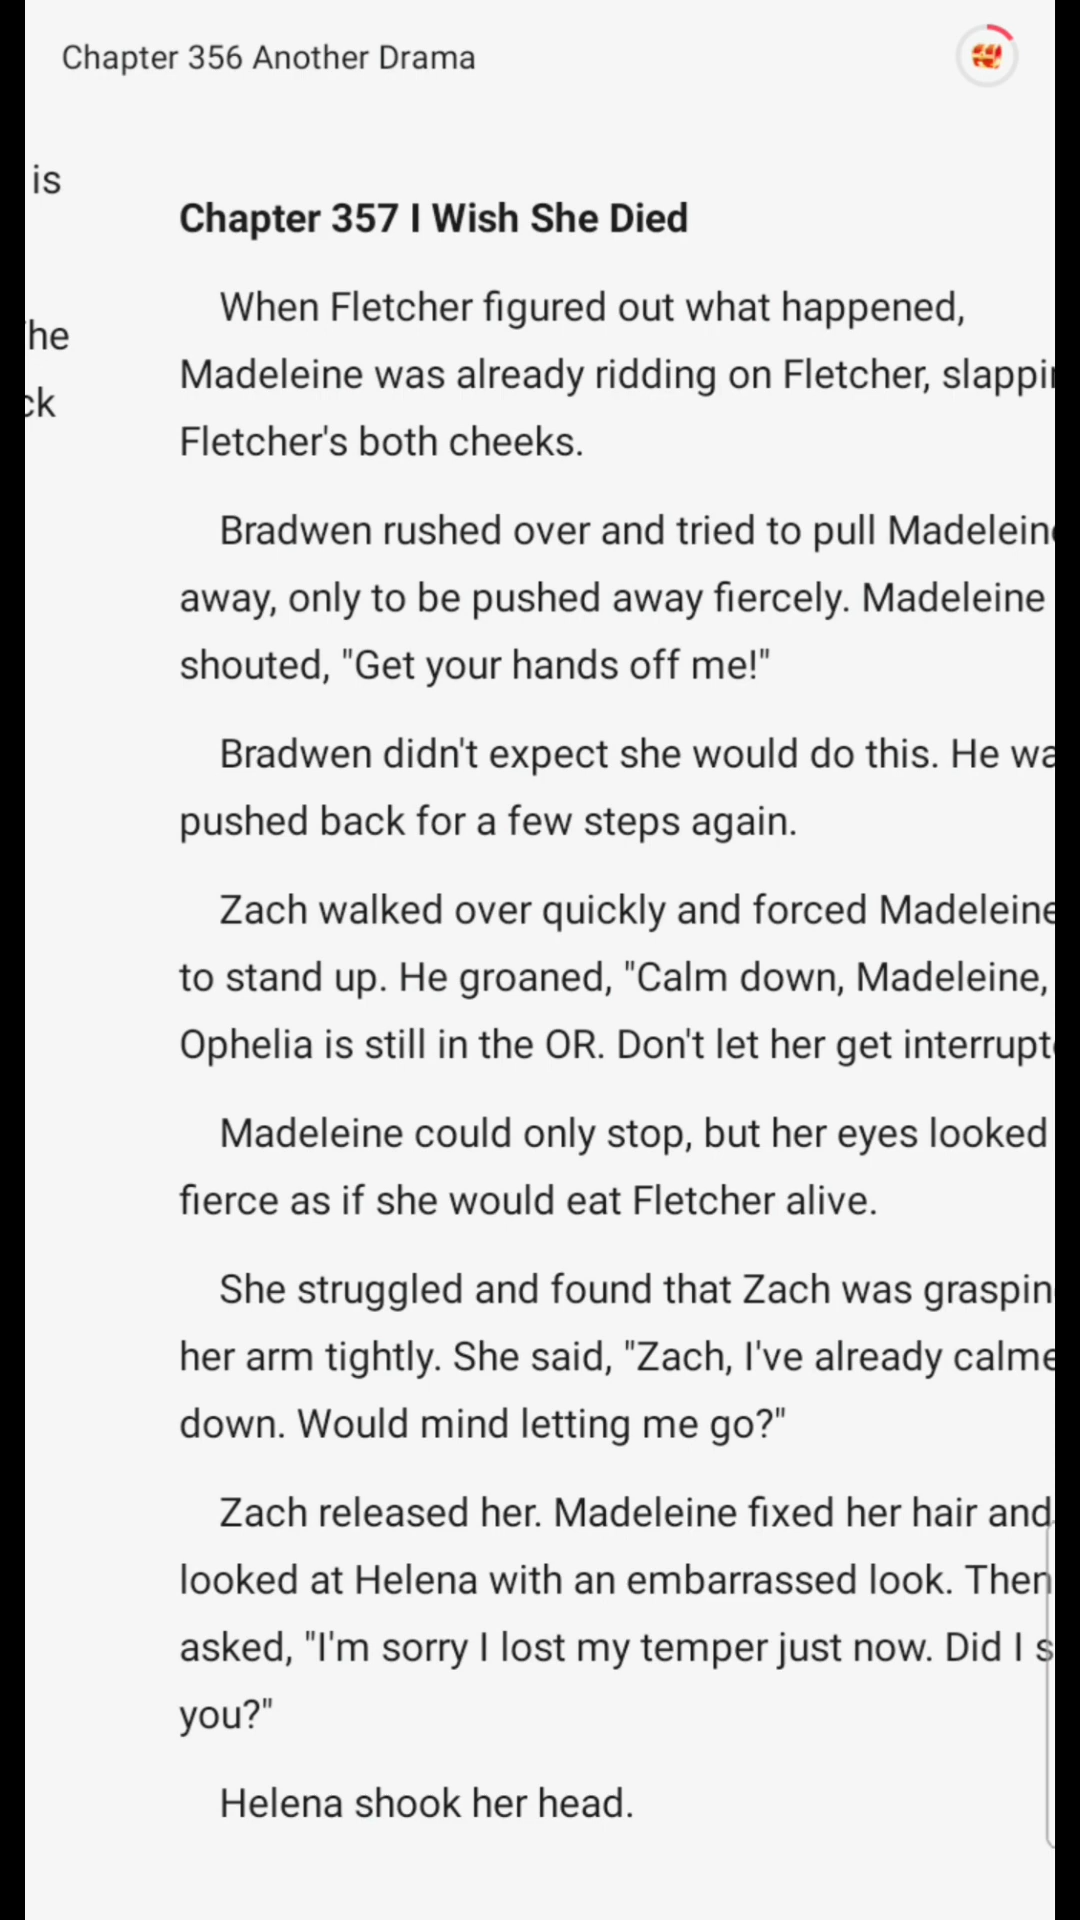 Chapter 356 Another Drama
is
ck
Chapter 357 I Wish She Died
When Fletcher figured out what happened,
Madeleine was already ridding on Fletcher,
Fletcher's both cheeks.
Bradwen rushed over and tried to pull
away, only to be pushed away fiercely. Madeleine
shouted, "Get your hands off me!"
Bradwen didn't expect she would do this. He
pushed back for a few steps again.
Zach walked over quickly and forced Madeleine
to stand up. He groaned, "Calm down, Madeleine,
Ophelia is still in the OR. Don't let her get
Madeleine could only stop, but her eyes looked
fierce as if she would eat Fletcher alive.
She struggled and found that Zach was
her arm tightly. She said, "Zach, I've already
down. Would mind letting me go?"
Zach released her. Madeleine fixed her hair and
looked at Helena with an embarrassed look. Then
asked, "I'm sorry I lost my temper just now. Did I
you?"
Helena shook her head.